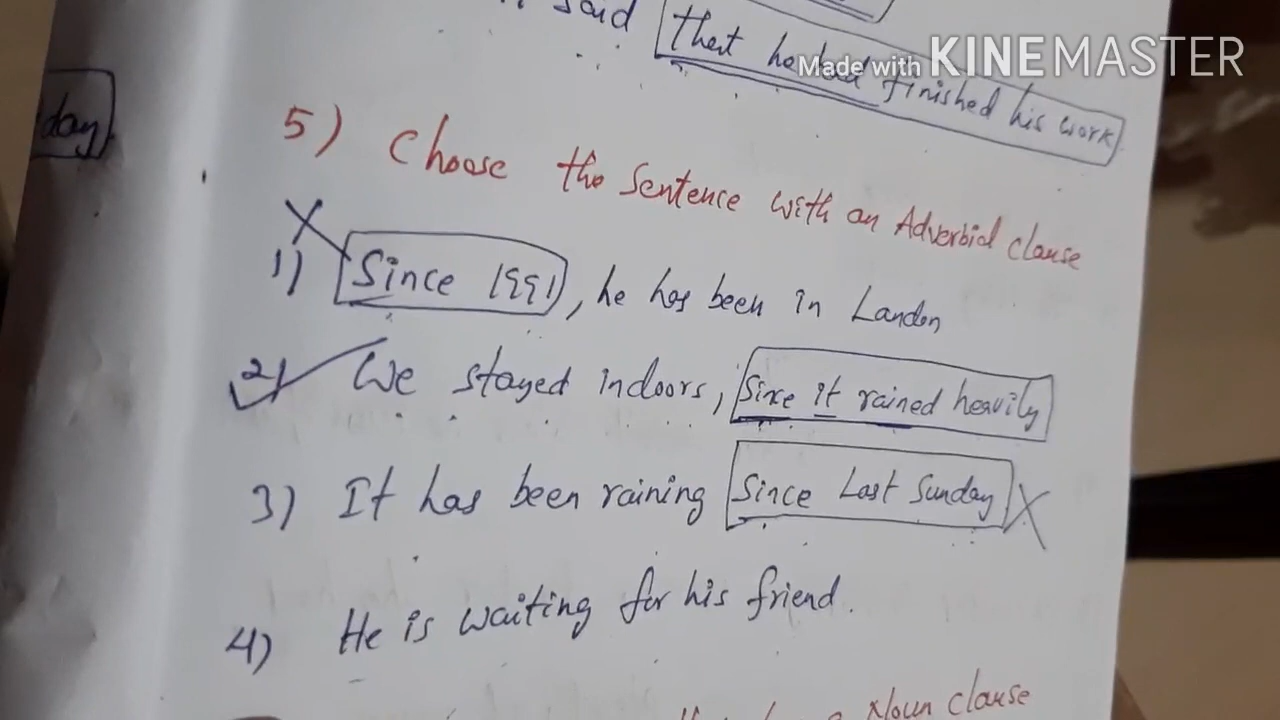 said that he had finished his work
Made with KINEMASTER
day
5) Choose the Sentence with an Adverbial clause
1) Since 1991, he has been in Landon
2) We stayed indoors, Since it rained heavily
3) It has been raining Since Last Sunday
4) He is waiting for his friend.
Noun clause